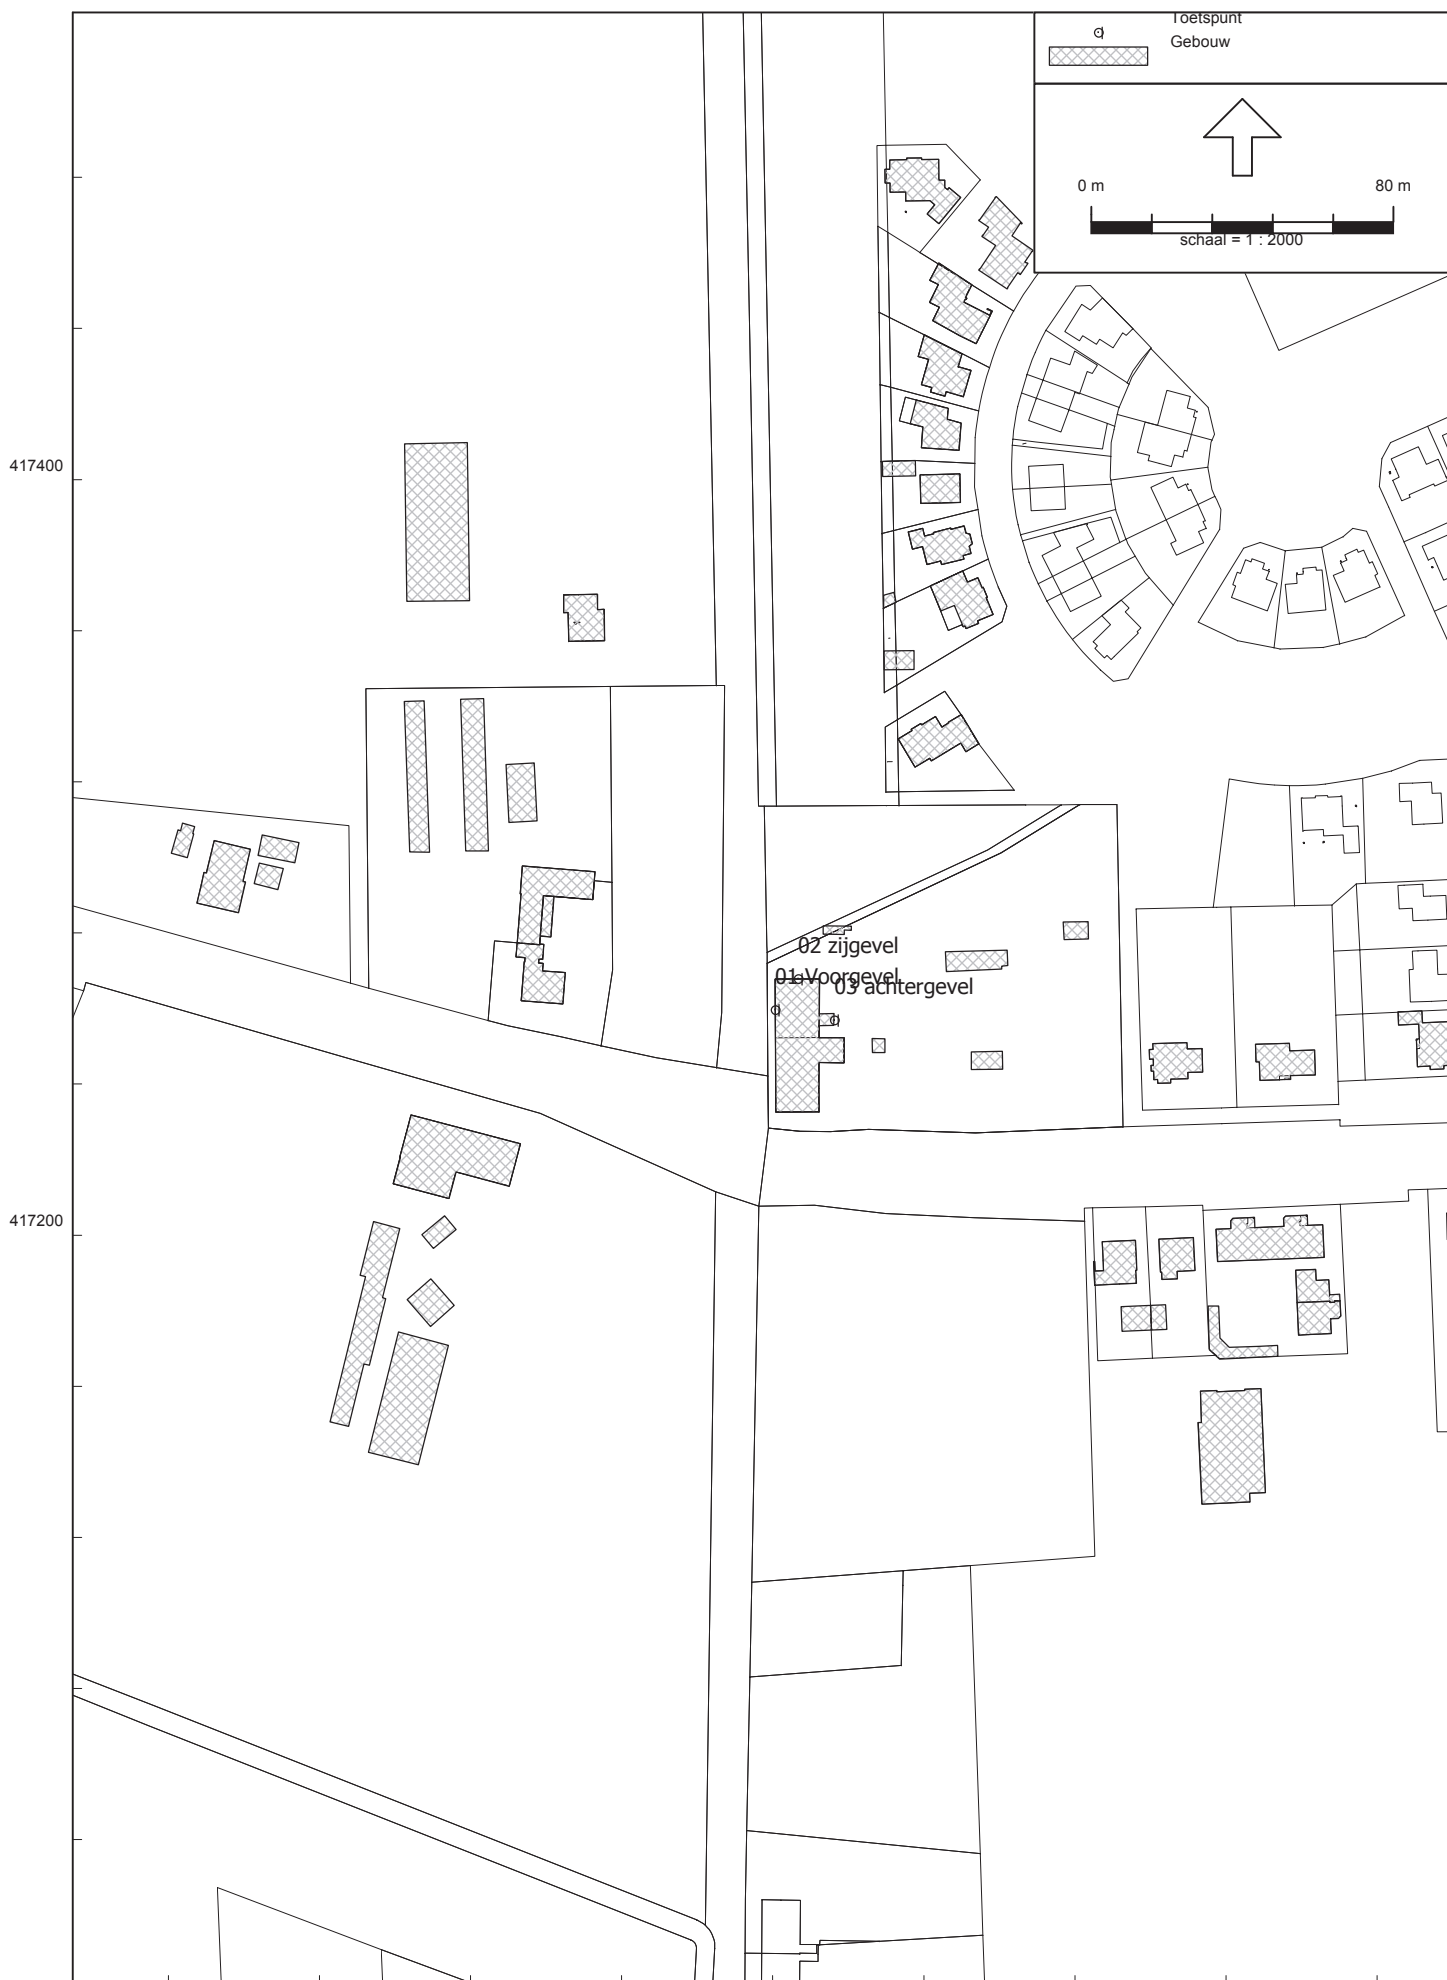 Toetspunt
Gebouw
0 m
80 m
schaal = 1 : 2000
417400
02 zijgevel
01 Voorgevel
03 achtergevel
417200